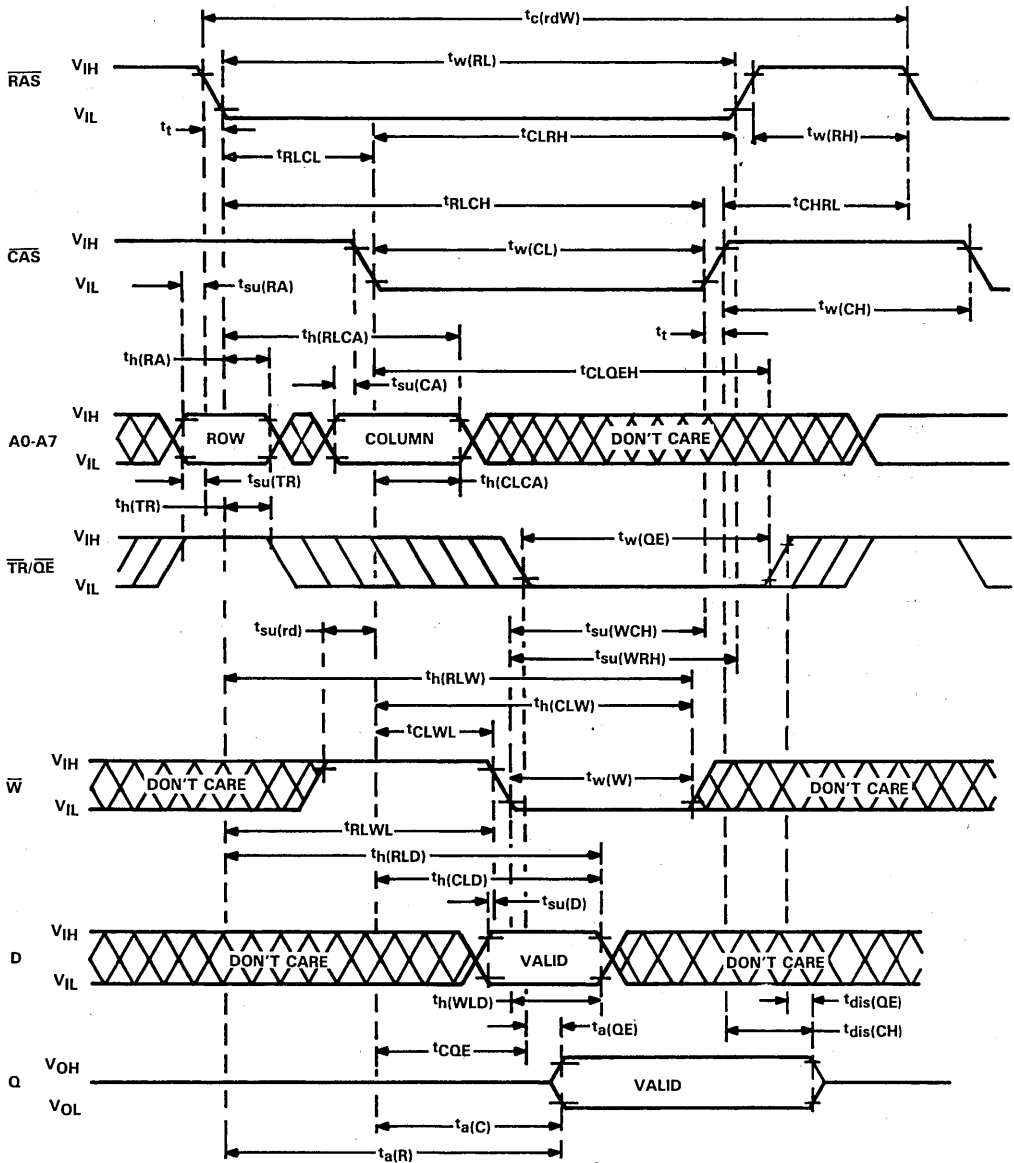 tc(rdW)
RAS
VIH
VIL
tw(RL)
tt
tCLRH
tw(RH)
tRLCL
tRLCH
tCHRL
CAS
VIH
VIL
tw(CL)
tsu(RA)
tw(CH)
th(RLCA)
tt
th(RA)
tsu(CA)
tCLQEH
A0-A7
VIH
VIL
ROW
COLUMN
DON'T CARE
tsu(TR)
th(CLCA)
th(TR)
TR/QE
VIH
VIL
tw(QE)
tsu(rd)
tsu(WCH)
tsu(WRH)
th(RLW)
th(CLW)
tCLWL
W
VIH
VIL
DON'T CARE
tw(W)
DON'T CARE
tRLWL
th(RLD)
th(CLD)
tsu(D)
D
VIH
VIL
DON'T CARE
VALID
DON'T CARE
th(WLD)
tdis(QE)
ta(QE)
tdis(CH)
tCQE
Q
VOH
VOL
VALID
ta(C)
ta(R)